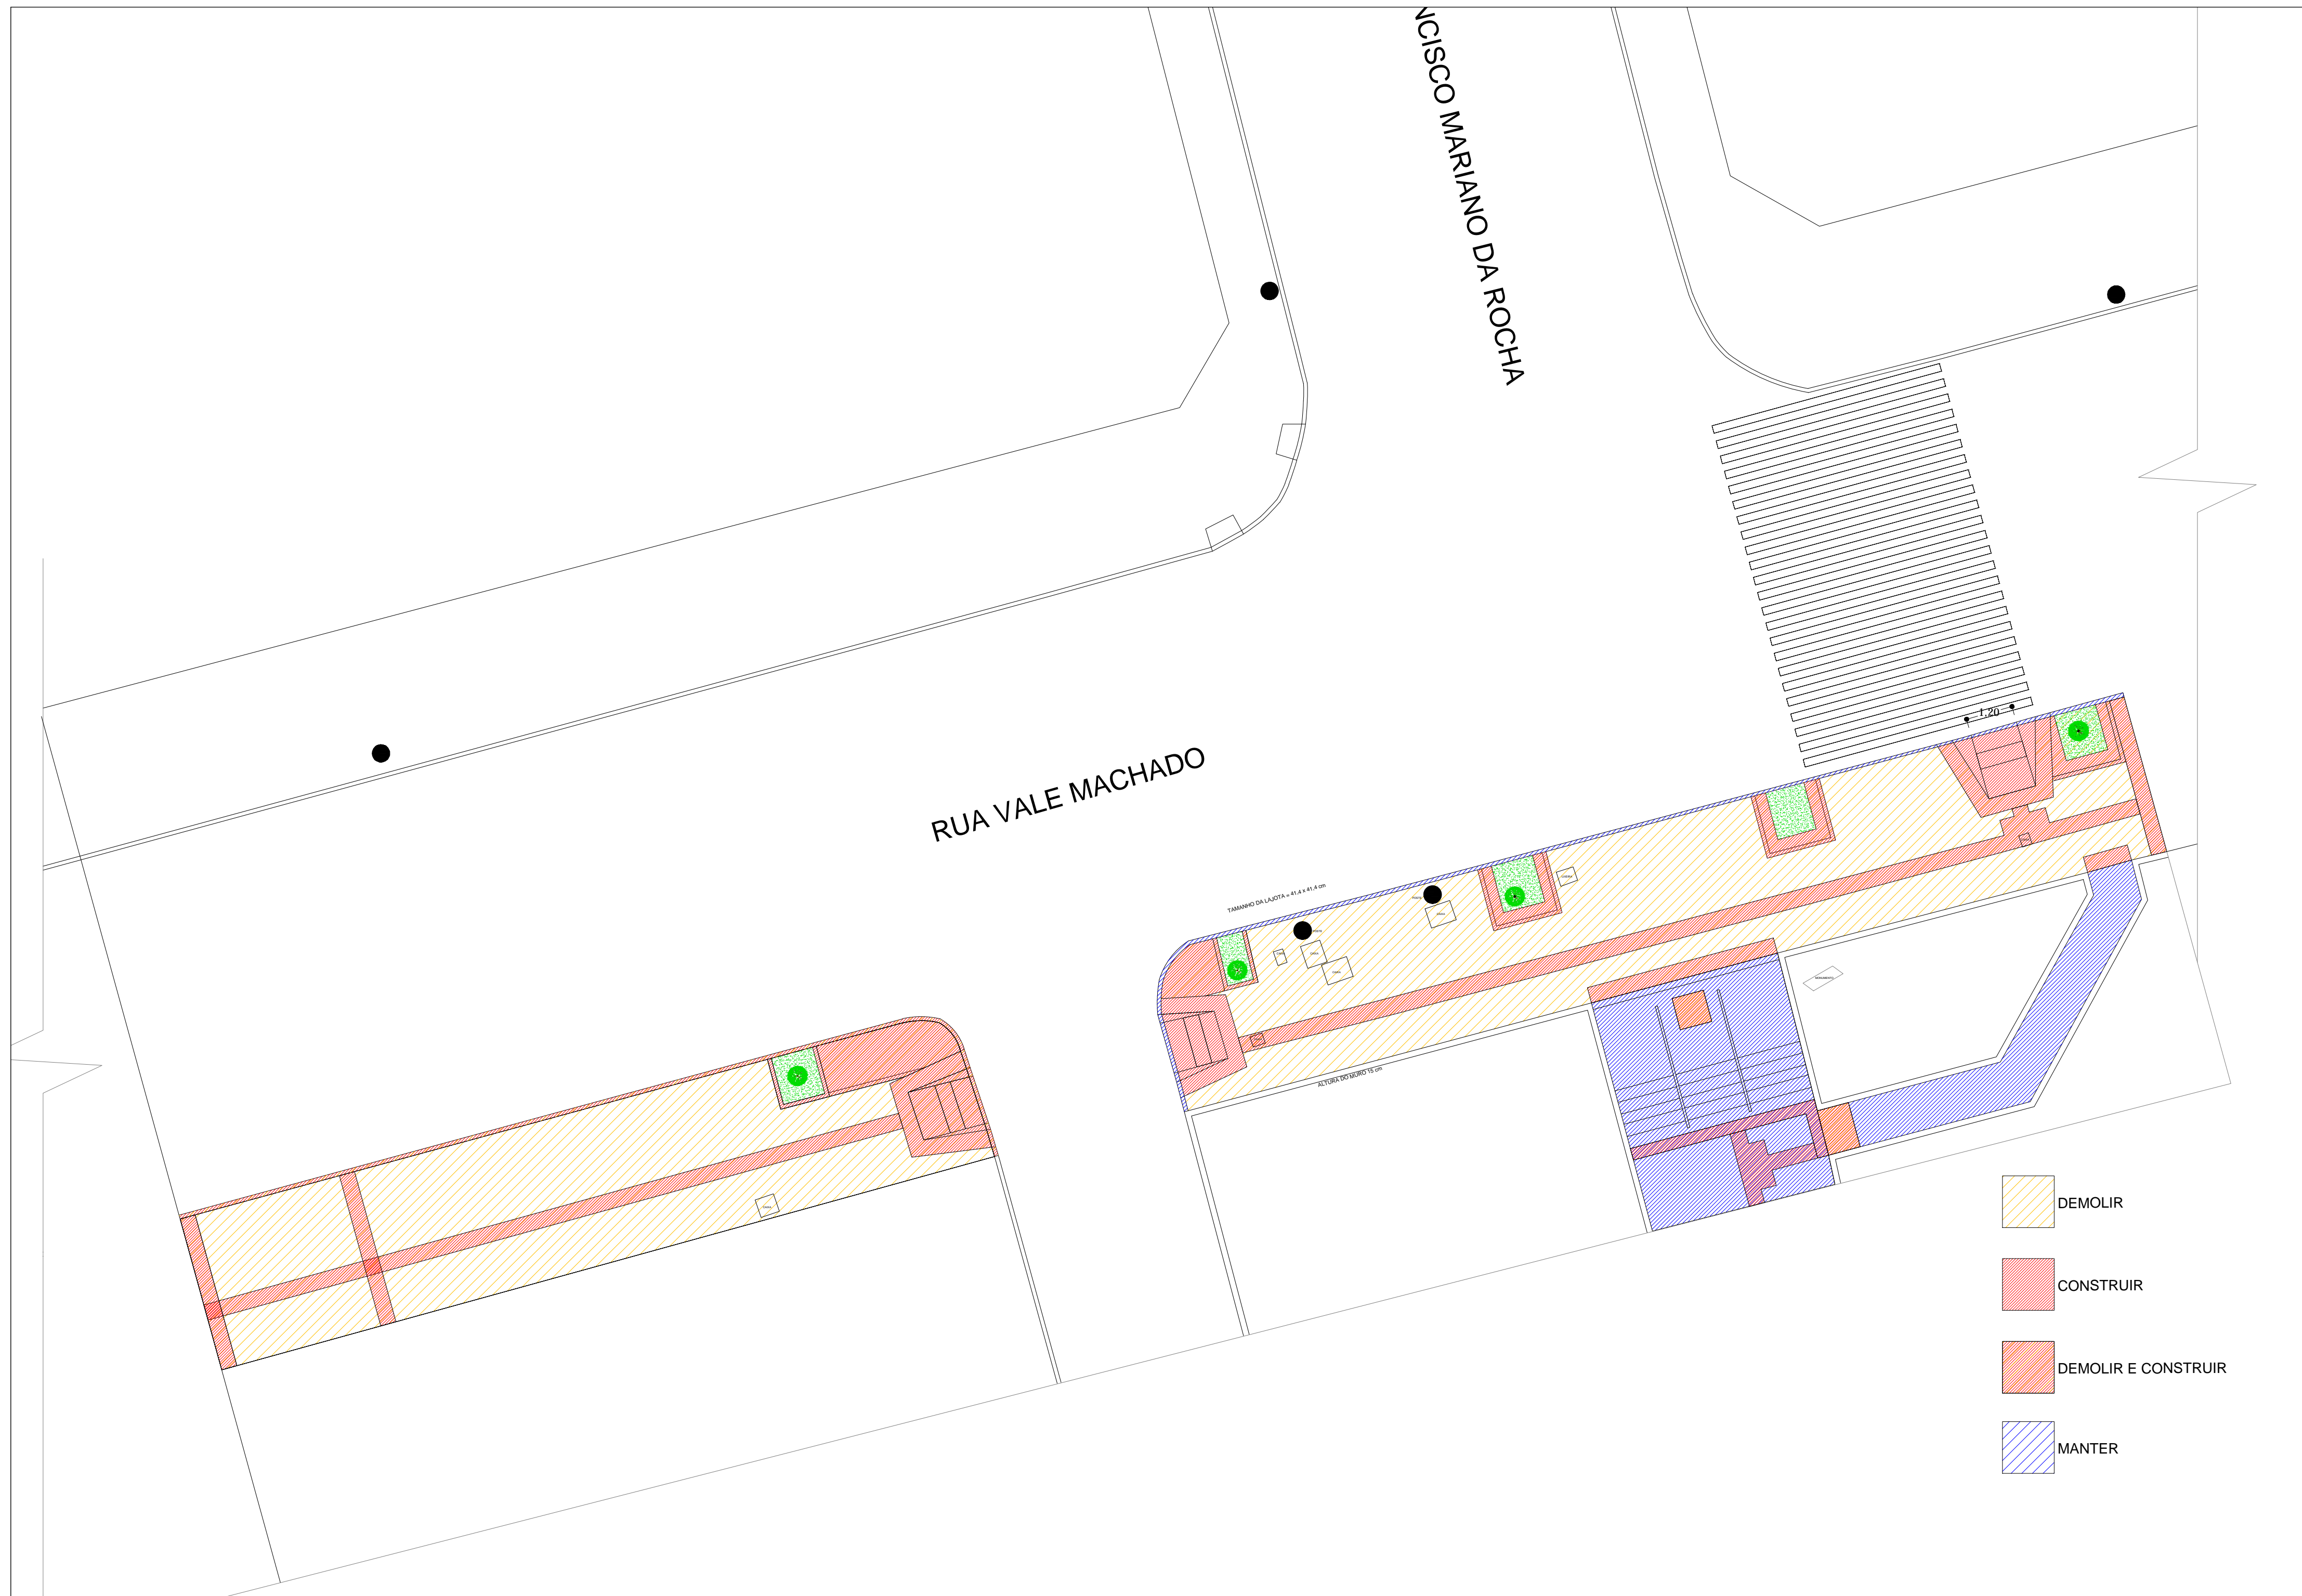 NCISCO MARIANO DA ROCHA
RUA VALE MACHADO
1.20
TAMANHO DA LAJOTA = 41,4 x 41,4 cm
ALTURA DO MURO 15 cm
DEMOLIR
CONSTRUIR
DEMOLIR E CONSTRUIR
MANTER